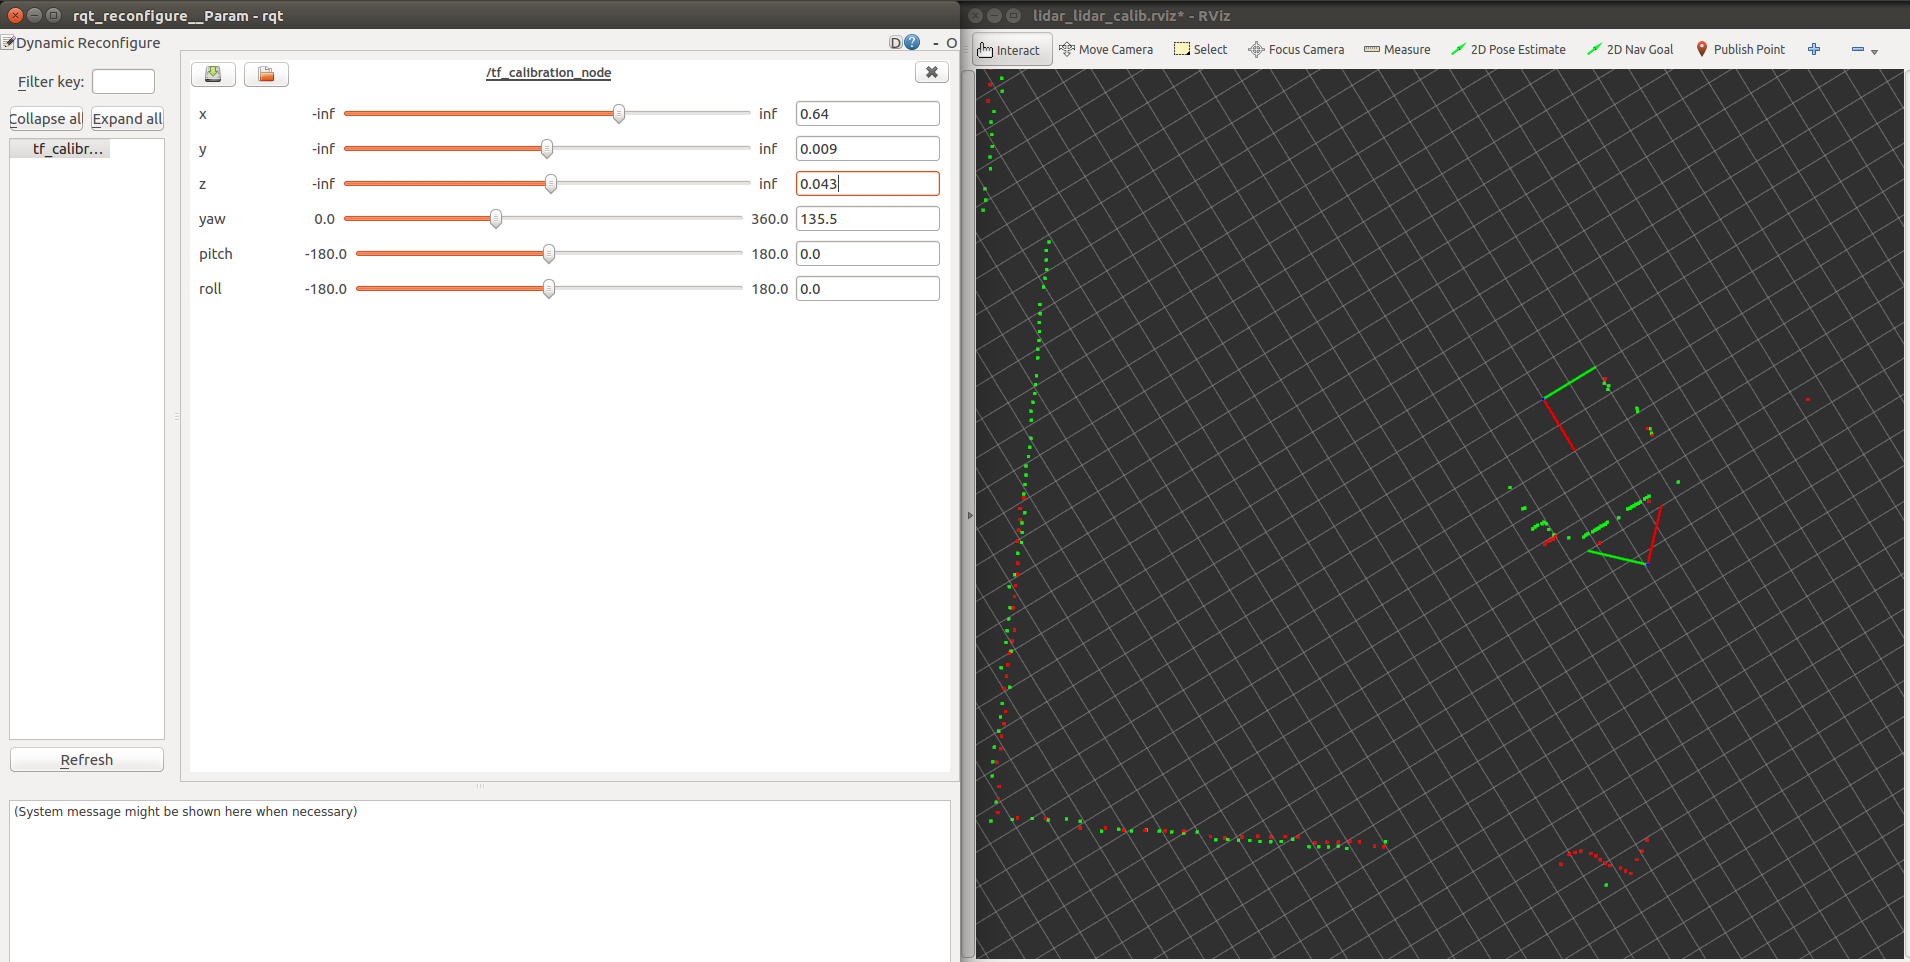 rqt_reconfigure__Param - rqt
lidar_lidar_calib.rviz* - RViz
Dynamic Reconfigure
D ? - O
Interact Move Camera Select Focus Camera Measure 2D Pose Estimate 2D Nav Goal Publish Point
Filter key:
/tf_calibration_node
Collapse al Expand all
tf_calibr...
x -inf inf 0.64
y -inf inf 0.009
z -inf inf 0.043
yaw 0.0 360.0 135.5
pitch -180.0 180.0 0.0
roll -180.0 180.0 0.0
Refresh
(System message might be shown here when necessary)